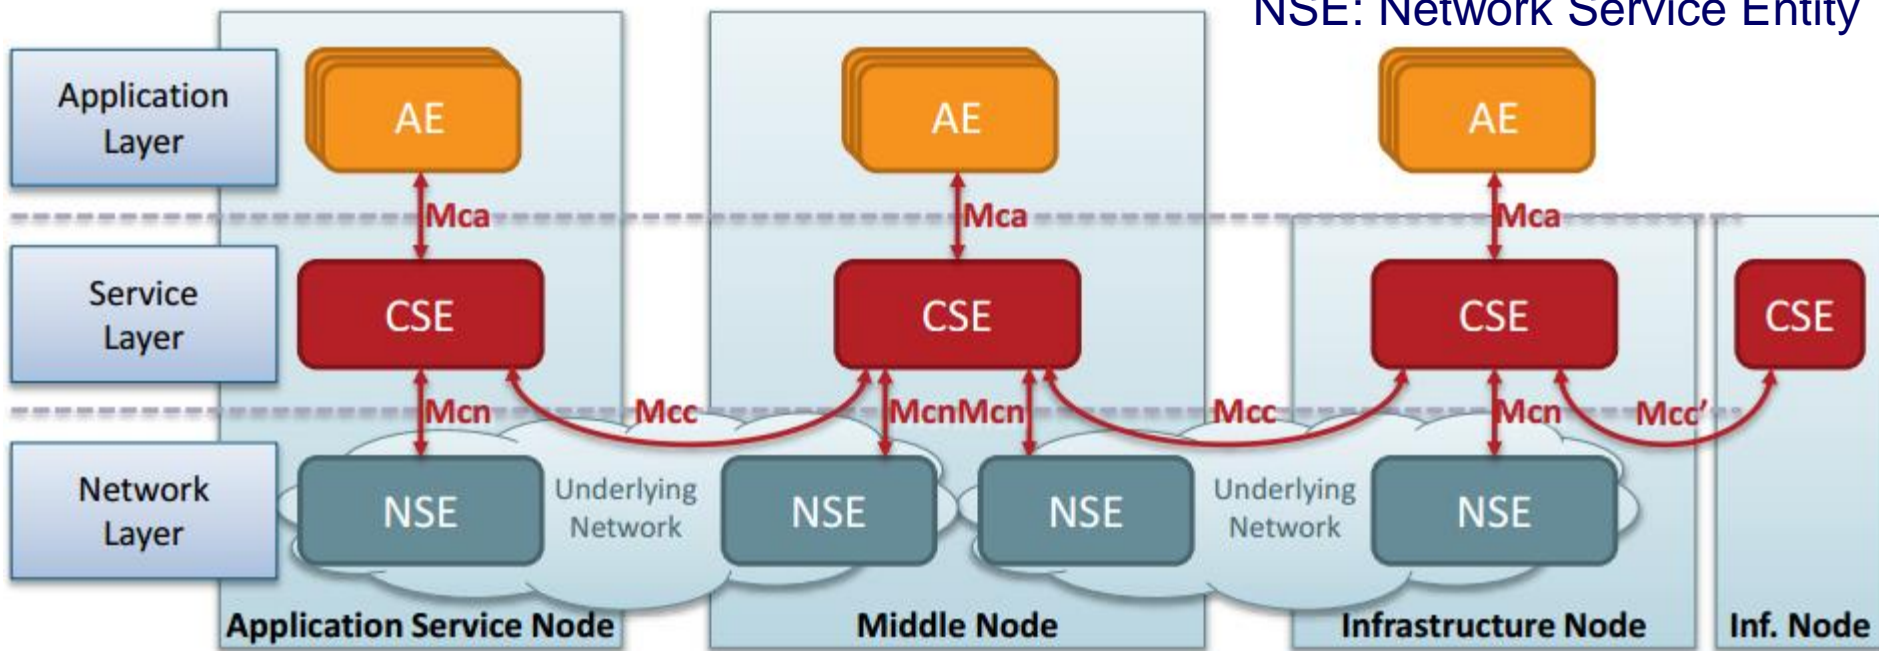 NSE: Network Service Entity
Application
Layer
AE
AE
AE
Mca
Mca
Mca
Service
Layer
CSE
CSE
CSE
CSE
Mcn
Mcc
Mcn
Mcn
Mcc
Mcn
Mcc'
Network
Layer
NSE
Underlying
Network
NSE
NSE
Underlying
Network
NSE
Application Service Node
Middle Node
Infrastructure Node
Inf. Node